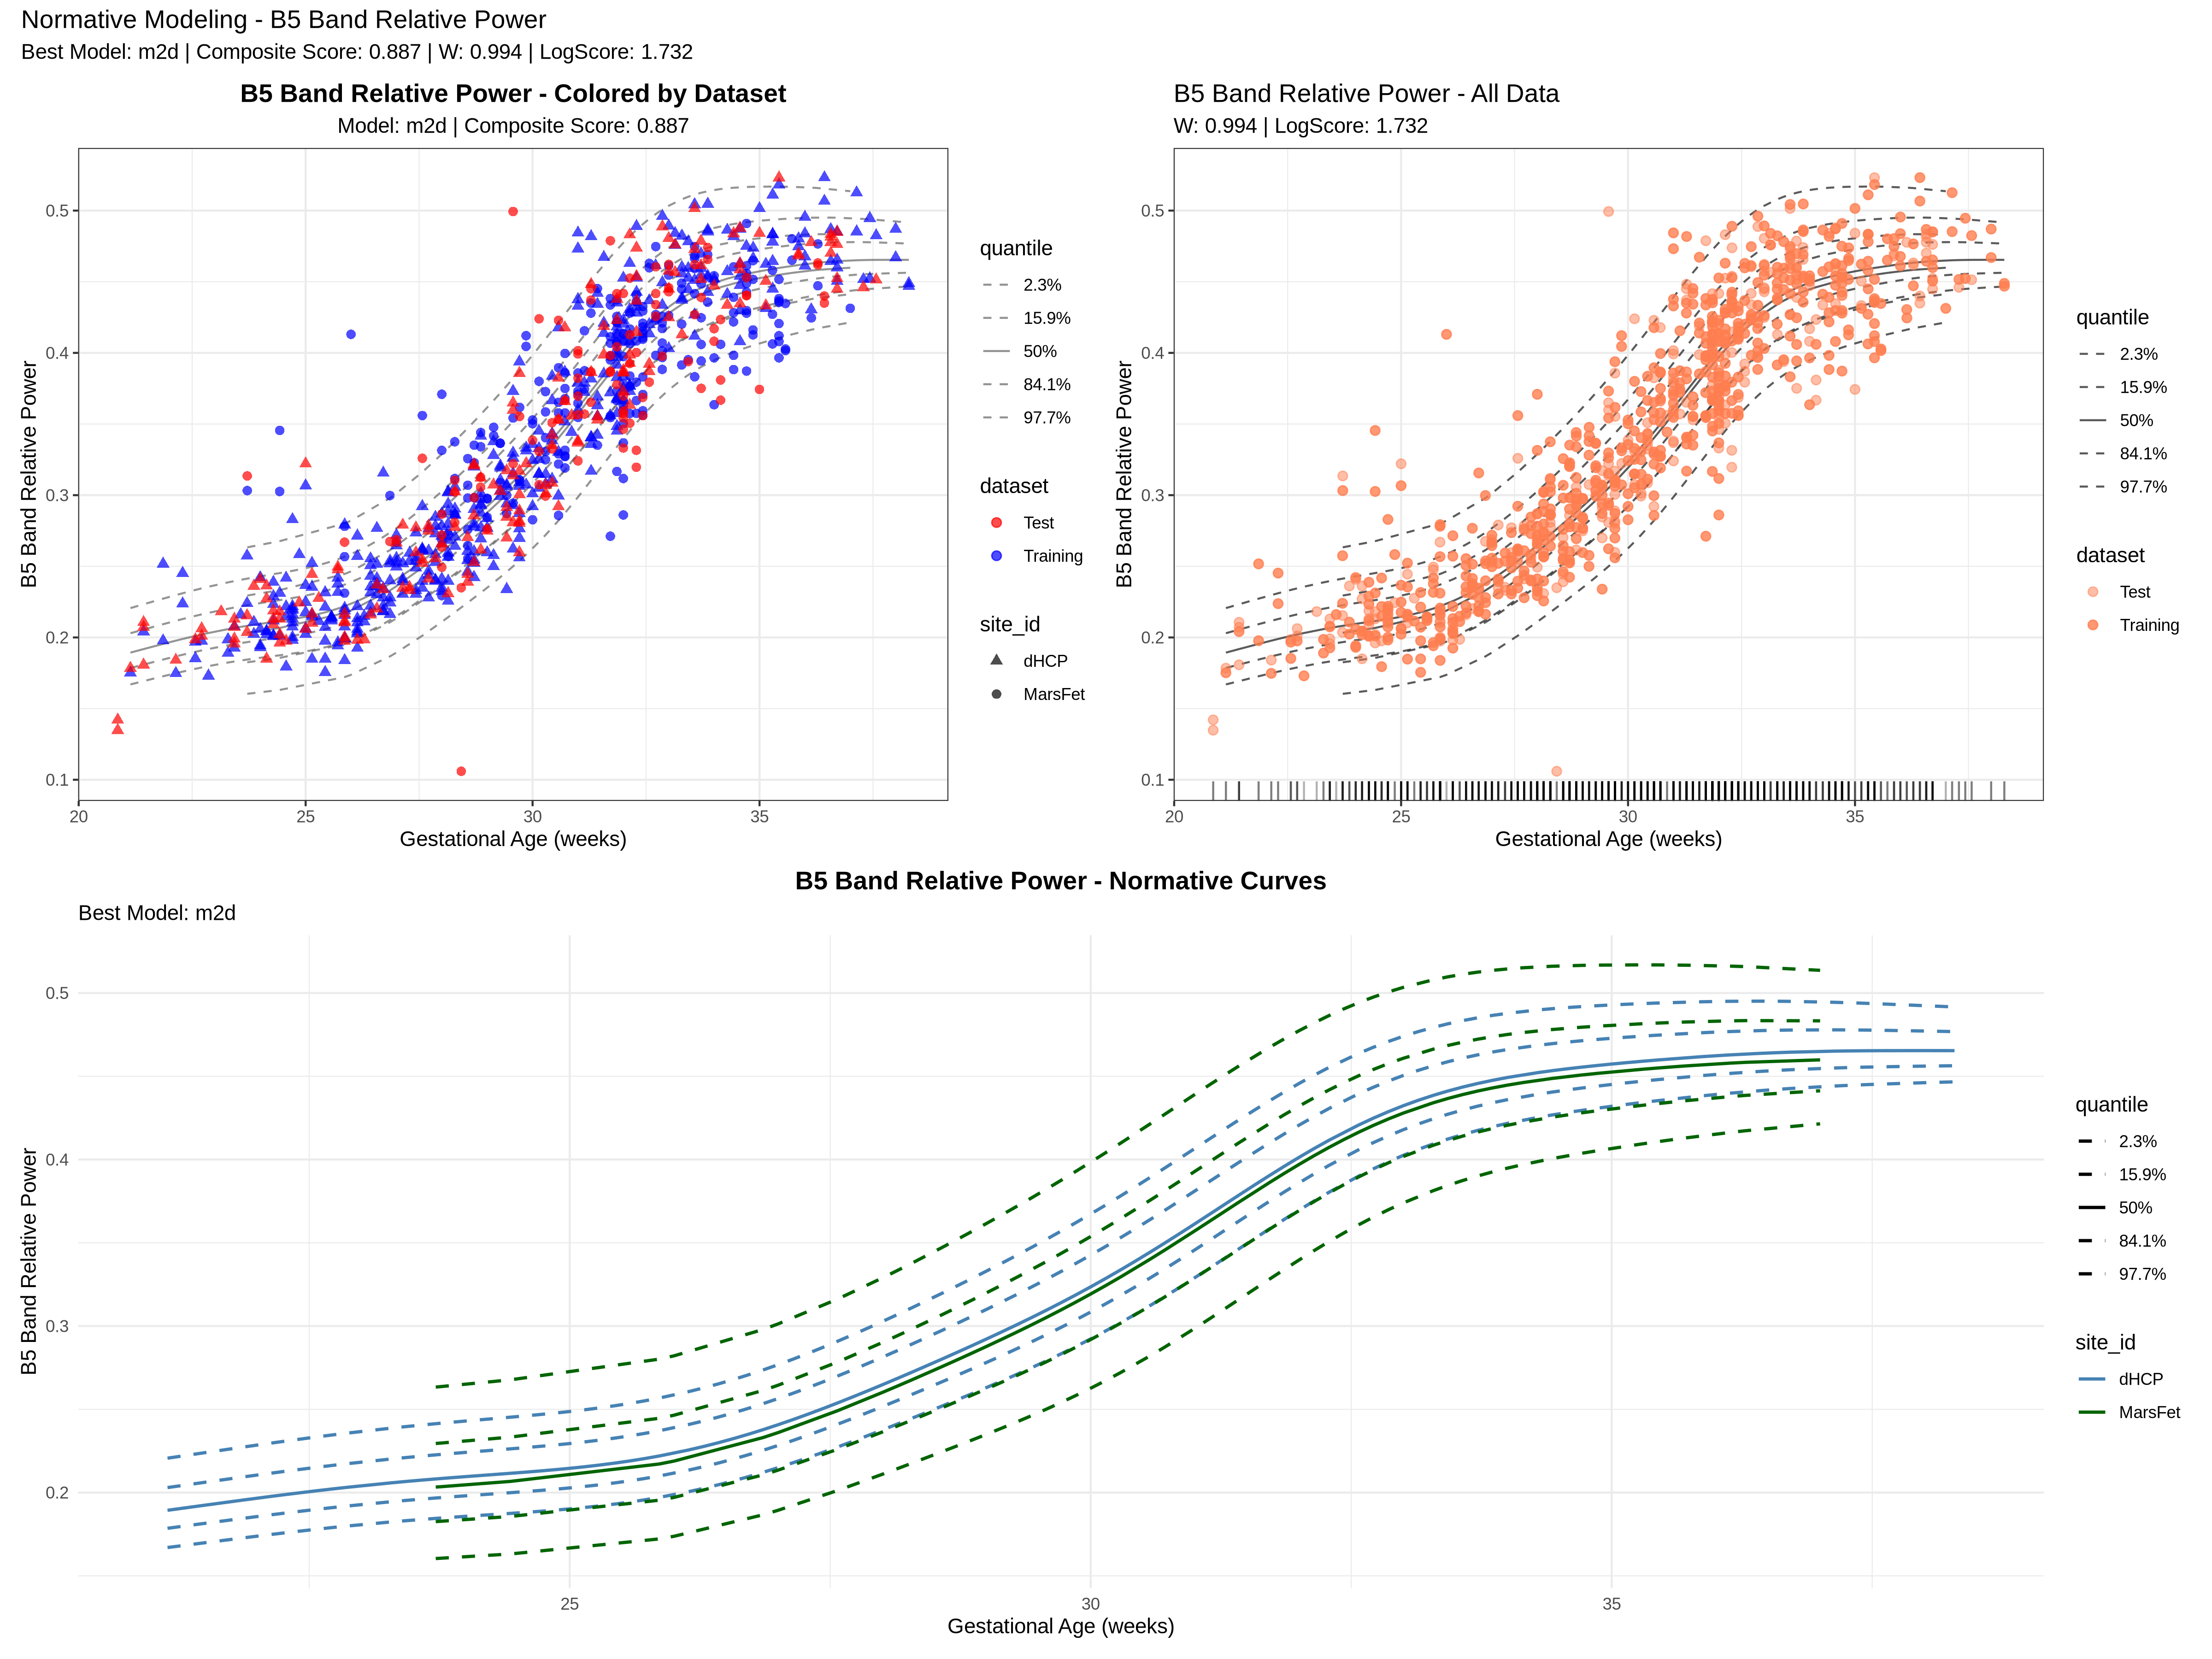 Normative Modeling - B5 Band Relative Power
Best Model: m2d | Composite Score: 0.887 | W: 0.994 | LogScore: 1.732
B5 Band Relative Power - Colored by Dataset
Model: m2d | Composite Score: 0.887
B5 Band Relative Power
0.5
0.4
0.3
0.2
0.1
20
25
30
35
Gestational Age (weeks)
quantile
2.3%
15.9%
50%
84.1%
97.7%
dataset
Test
Training
site_id
dHCP
MarsFet
B5 Band Relative Power - All Data
W: 0.994 | LogScore: 1.732
B5 Band Relative Power
0.5
0.4
0.3
0.2
0.1
20
25
30
35
Gestational Age (weeks)
quantile
2.3%
15.9%
50%
84.1%
97.7%
dataset
Test
Training
B5 Band Relative Power - Normative Curves
Best Model: m2d
B5 Band Relative Power
0.5
0.4
0.3
0.2
25
30
35
Gestational Age (weeks)
quantile
2.3%
15.9%
50%
84.1%
97.7%
site_id
dHCP
MarsFet